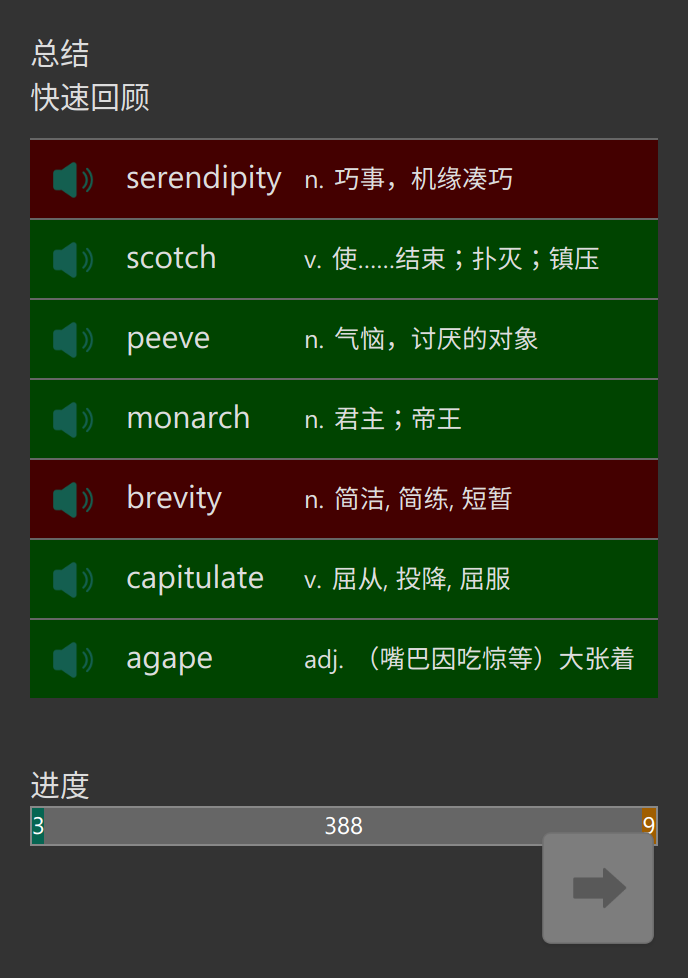 总结
快速回顾
serendipity n. 巧事，机缘凑巧
scotch v. 使……结束；扑灭；镇压
peeve n. 气恼，讨厌的对象
monarch n. 君主；帝王
brevity n. 简洁, 简练, 短暂
capitulate v. 屈从, 投降, 屈服
agape adj. （嘴巴因吃惊等）大张着
进度
3 388 9